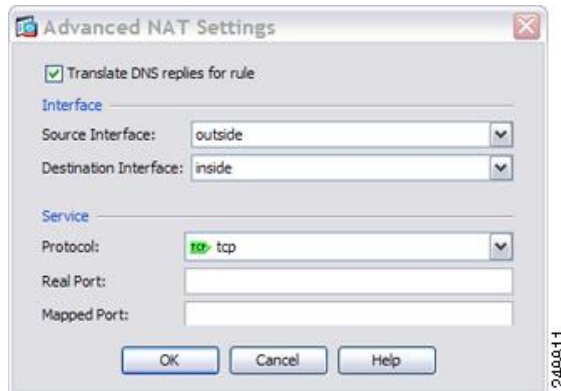 Advanced NAT Settings
Translate DNS replies for rule
Interface
Source Interface: outside
Destination Interface: inside
Service
Protocol: TCP tcp
Real Port:
Mapped Port:
OK Cancel Help
248911